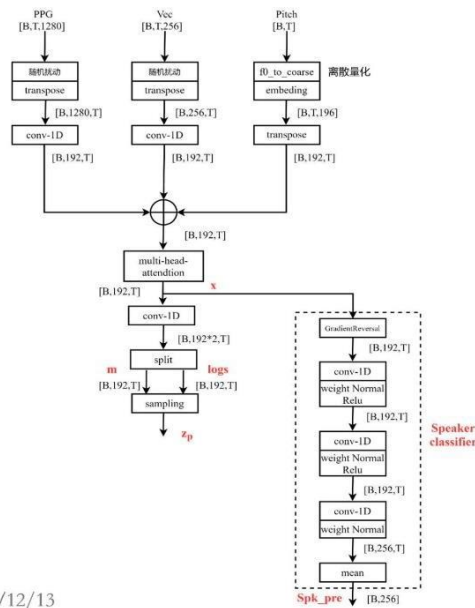 PPG
[B,T,1280]
随机扰动
transpose
[B,1280,T]
conv-1D
[B,192,T]
Vec
[B,T,256]
随机扰动
transpose
[B,256,T]
conv-1D
[B,192,T]
Pitch
[B,T]
f0_to_coarse
离散量化
embeding
[B,T,196]
transpose
[B,192,T]
[B,192,T]
multi-head-
attendtion
[B,192,T]
x
conv-1D
[B,192*2,T]
split
m
logs
[B,192,T]
[B,192,T]
sampling
zp
GradientReversal
[B,192,T]
conv-1D
weight Normal
Relu
[B,192,T]
conv-1D
weight Normal
Relu
[B,192,T]
conv-1D
weight Normal
[B,256,T]
mean
Spk_pre
[B,256]
Speaker
classifier
/12/13